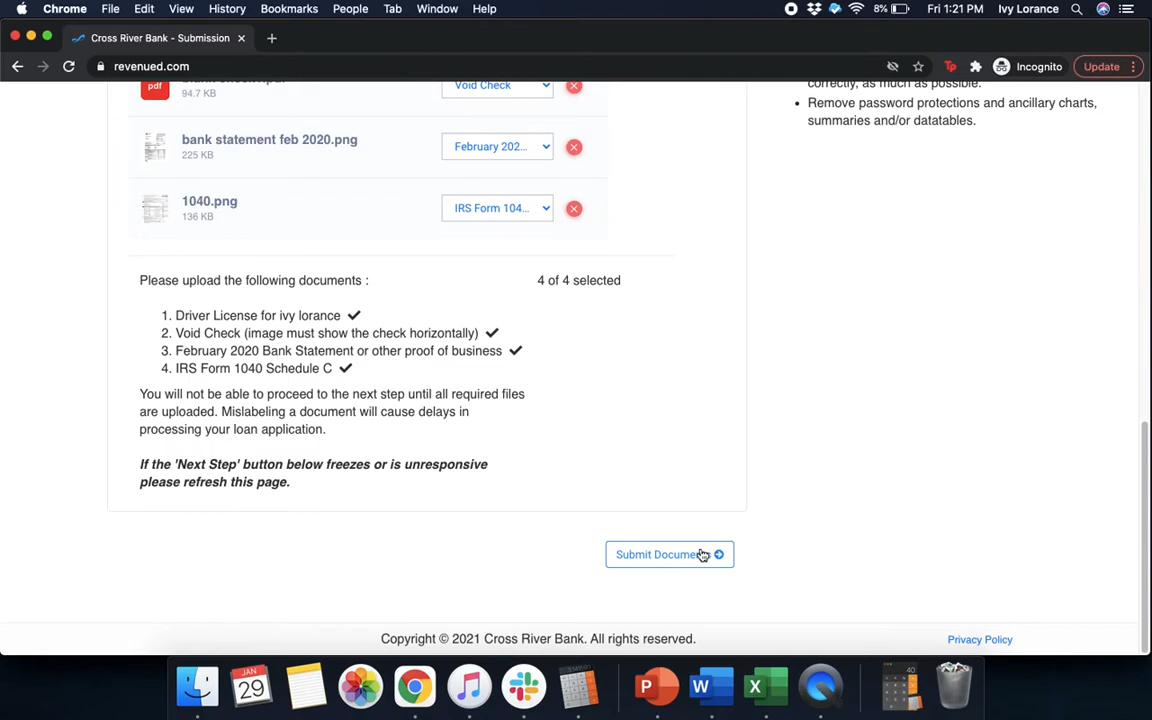 Chrome File Edit View History Bookmarks People Tab Window Help 8% Fri 1:21 PM Ivy Lorance
Cross River Bank - Submission
revenued.com Incognito Update
pdf
94.7 KB
Void Check
correctly, as much as possible.
Remove password protections and ancillary charts,
summaries and/or datatables.
bank statement feb 2020.png
225 KB
February 202...
1040.png
136 KB
IRS Form 104...
Please upload the following documents : 4 of 4 selected
1. Driver License for ivy lorance
2. Void Check (image must show the check horizontally)
3. February 2020 Bank Statement or other proof of business
4. IRS Form 1040 Schedule C
You will not be able to proceed to the next step until all required files
are uploaded. Mislabeling a document will cause delays in
processing your loan application.
If the 'Next Step' button below freezes or is unresponsive
please refresh this page.
Submit Documents
Copyright © 2021 Cross River Bank. All rights reserved. Privacy Policy
JAN
29
P W X